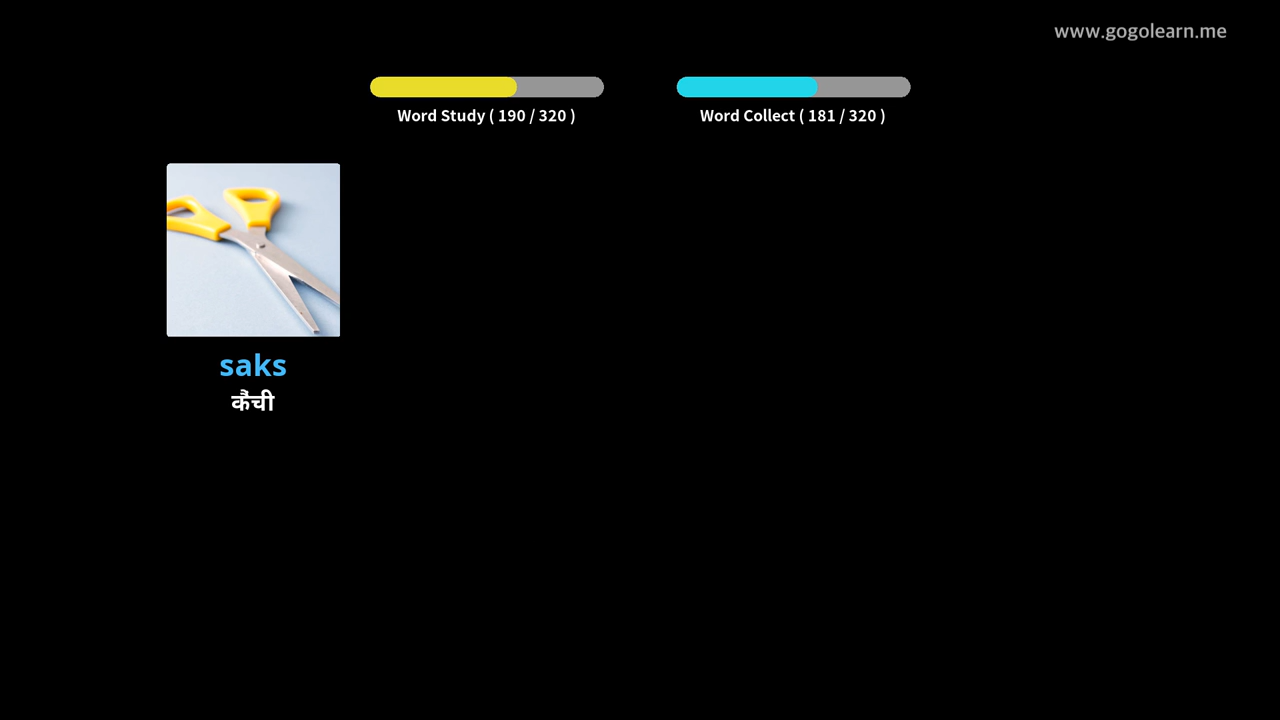 www.gogolearn.me
Word Study ( 190 / 320 )
Word Collect ( 181 / 320 )
saks
कैंची